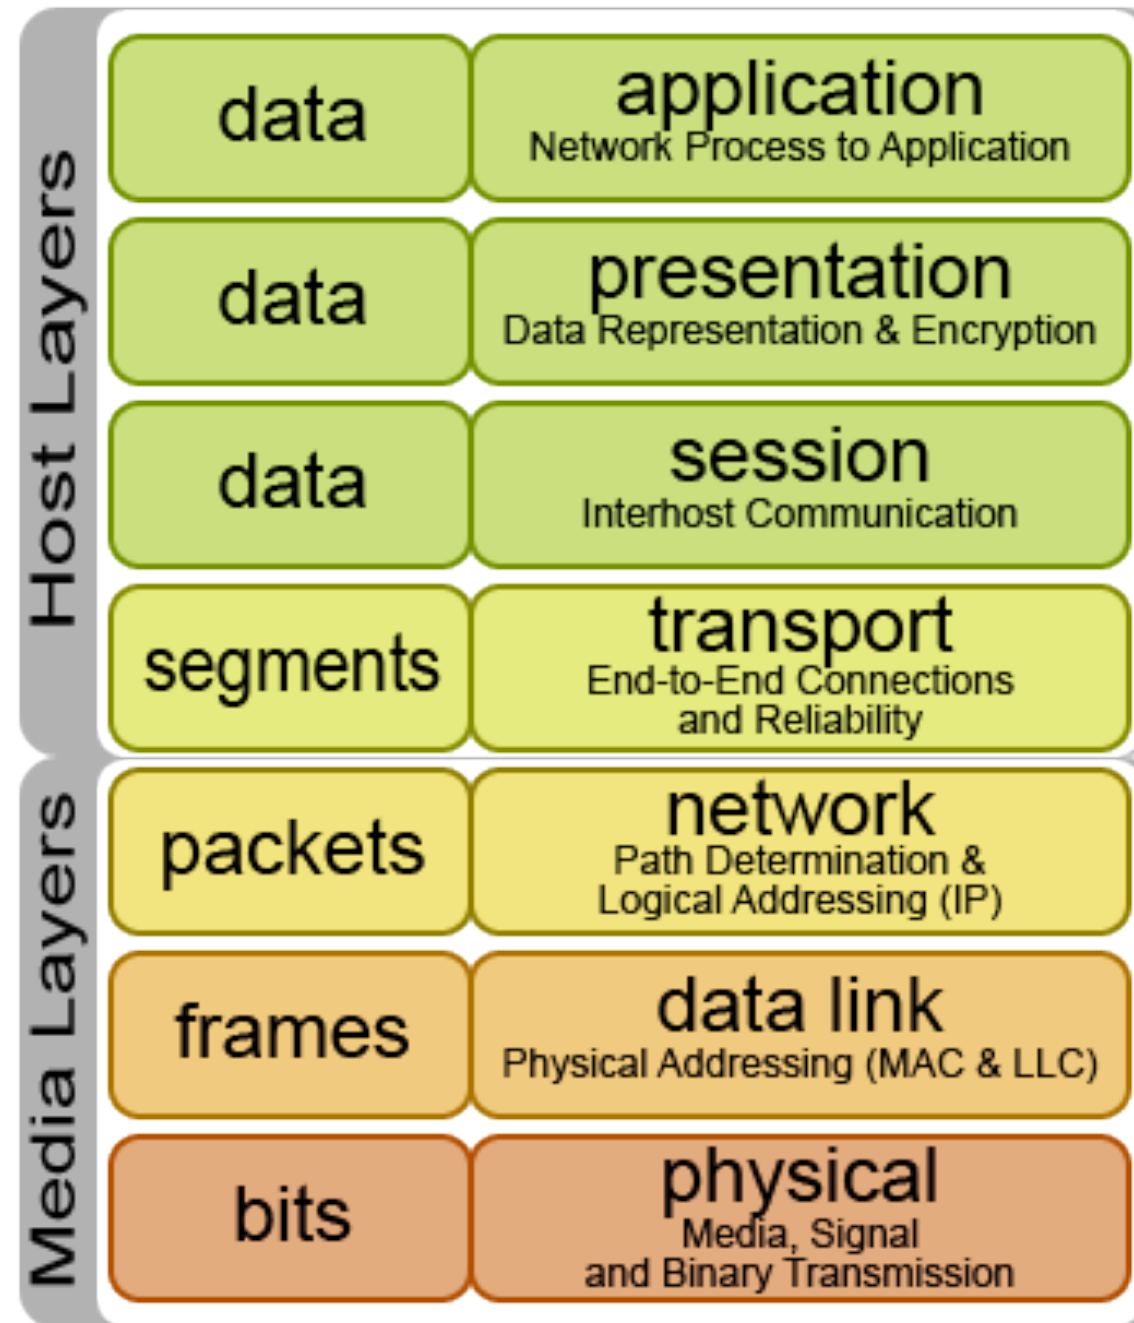 Host Layers
data
application
Network Process to Application
data
presentation
Data Representation & Encryption
data
session
Interhost Communication
segments
transport
End-to-End Connections
and Reliability
Media Layers
packets
network
Path Determination &
Logical Addressing (IP)
frames
data link
Physical Addressing (MAC & LLC)
bits
physical
Media, Signal
and Binary Transmission